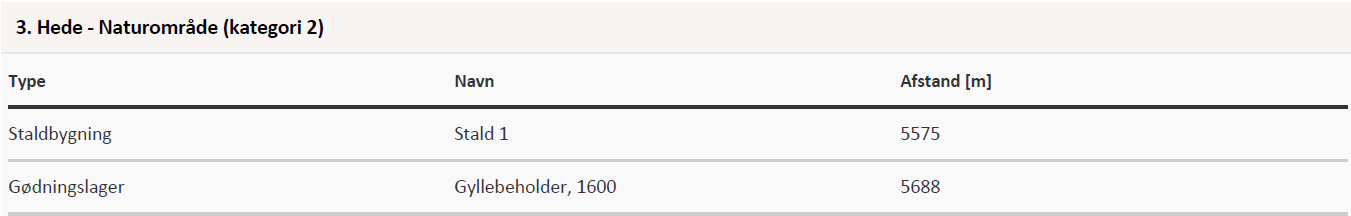 3. Hede - Naturområde (kategori 2)
Type Navn Afstand [m]
Staldbygning Stald 1 5575
Gødningslager Gyllebeholder, 1600 5688